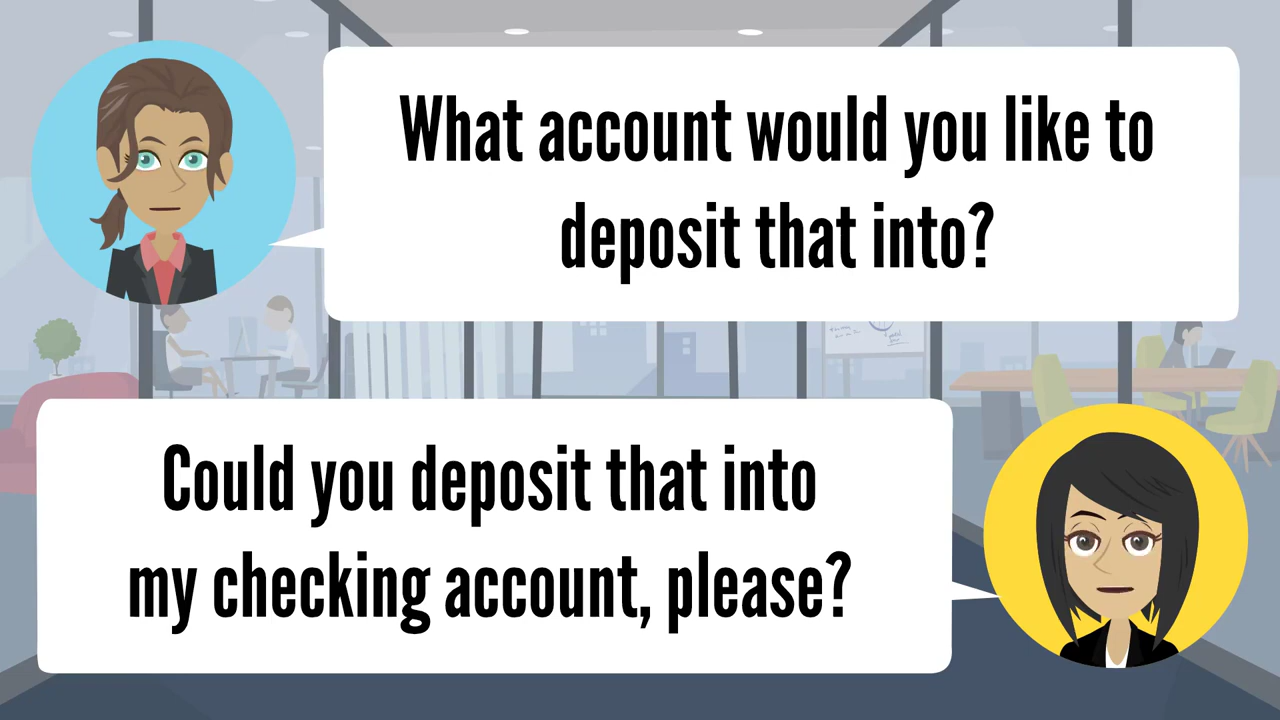 What account would you like to
deposit that into?
Could you deposit that into
my checking account, please?